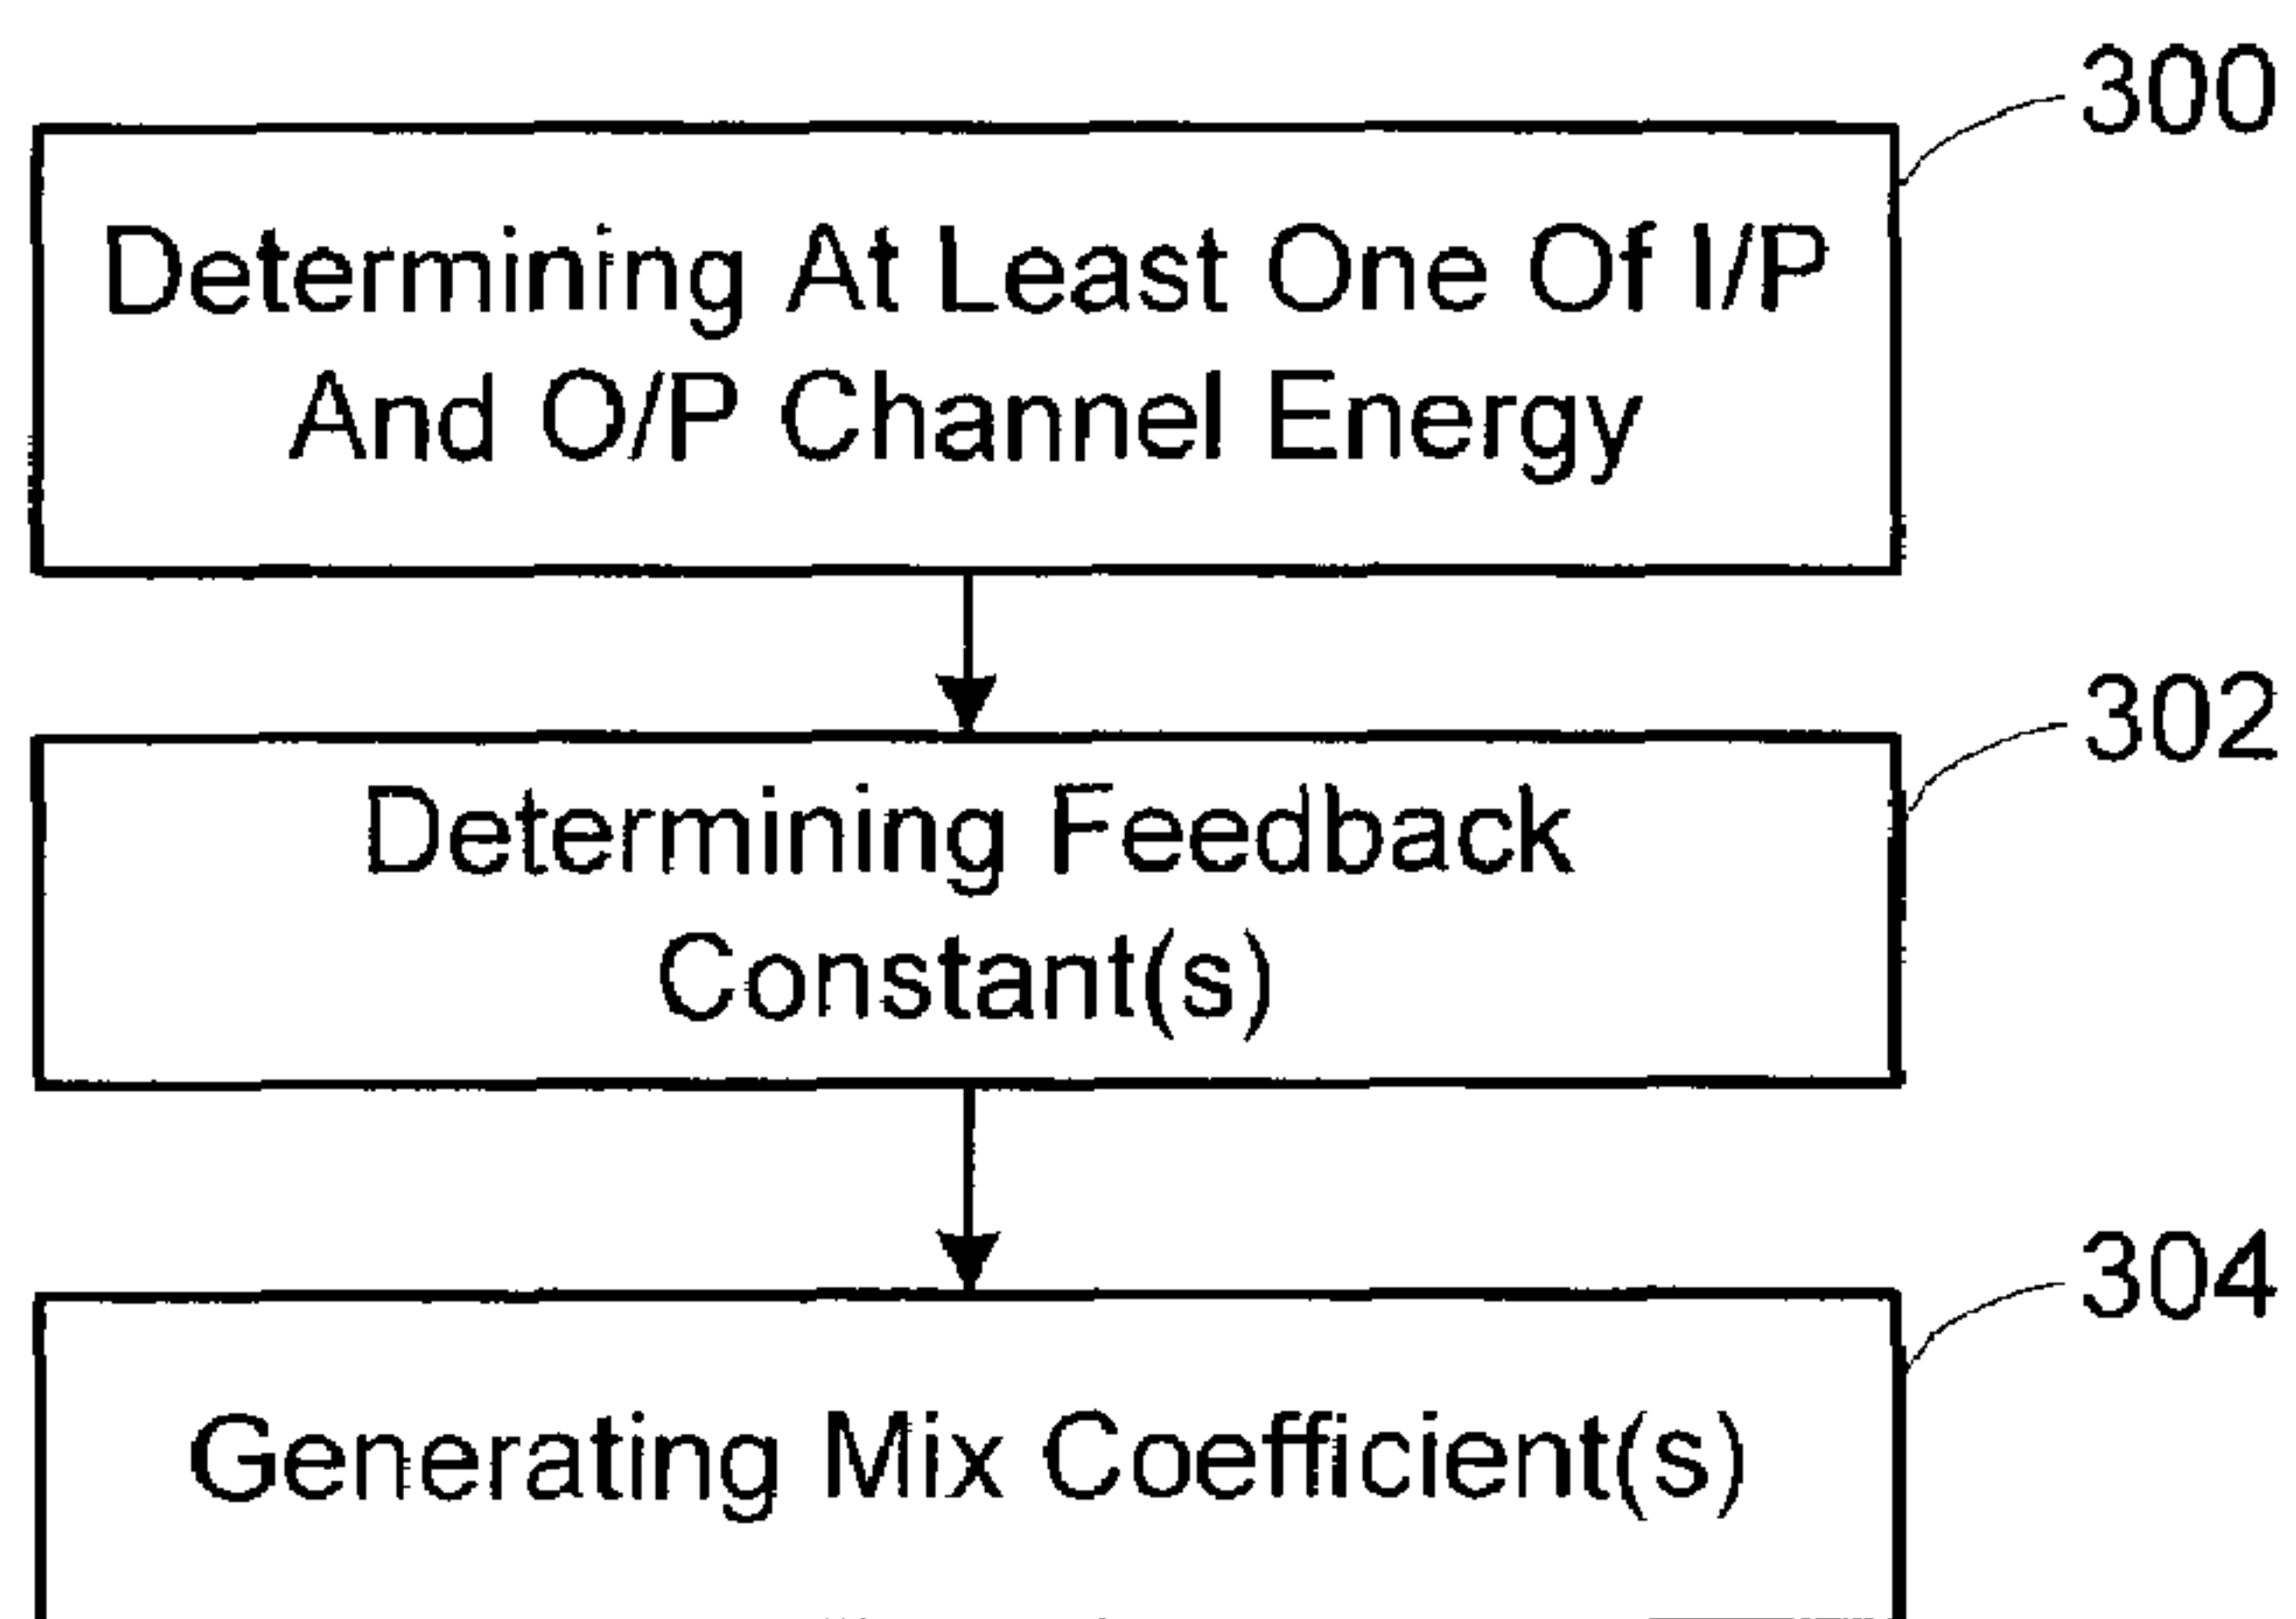 300
Determining At Least One Of I/P
And O/P Channel Energy
302
Determining Feedback
Constant(s)
304
Generating Mix Coefficient(s)